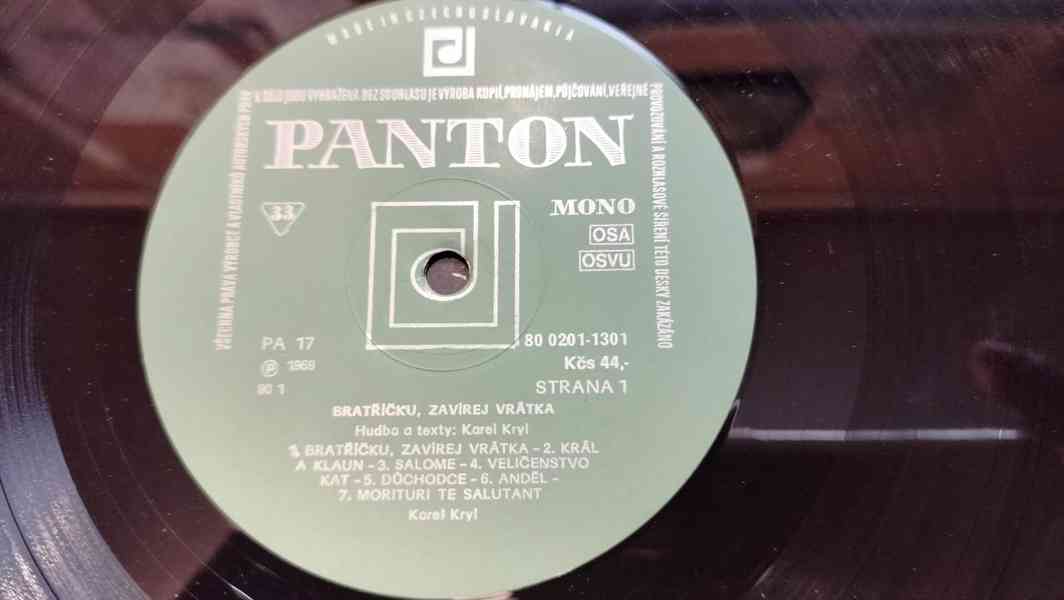 MADE IN CZECHOSLOVAKIA
VŠECHNA PRÁVA VÝROBCE A VLASTNÍKŮ AUTORSKÝCH PRÁV
K DÍLU JSOU VYHRAZENA. BEZ SOUHLASU JE VÝROBA KOPIÍ, PRONÁJEM, PŮJČOVÁNÍ, VEŘEJNÉ
PROVOZOVÁNÍ A ROZHLASOVÉ ŠÍŘENÍ TÉTO DESKY ZAKÁZÁNO
PANTON
33
MONO
OSA
OSVU
PA 17
80 0201-1301
℗ 1969
Kčs 44,-
90 1
STRANA 1
BRATŘÍČKU, ZAVÍREJ VRÁTKA
Hudba a texty: Karel Kryl
1. BRATŘÍČKU, ZAVÍREJ VRÁTKA – 2. KRÁL
A KLAUN – 3. SALOME – 4. VELIČENSTVO
KAT – 5. DŮCHODCE – 6. ANDĚL –
7. MORITURI TE SALUTANT
Karel Kryl